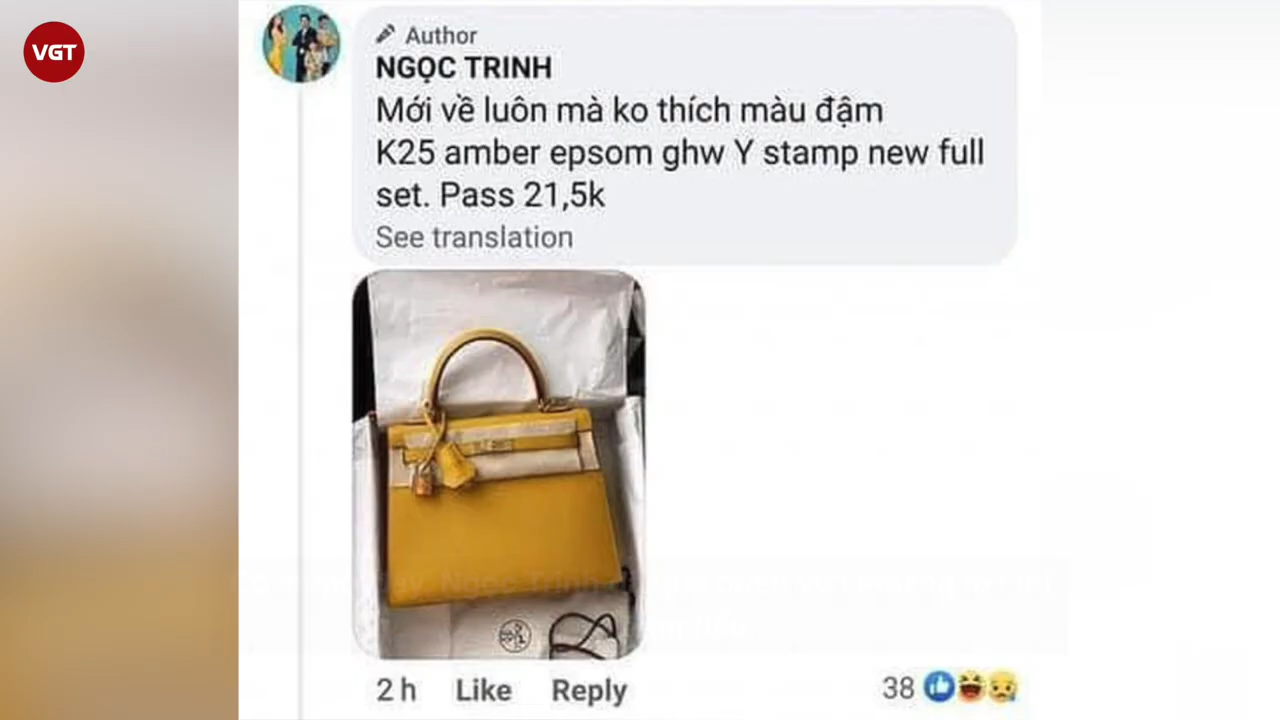 VGT
Author
NGỌC TRINH
Mới về luôn mà ko thích màu đậm
K25 amber epsom ghw Y stamp new full
set. Pass 21,5k
See translation
2 h Like Reply 38